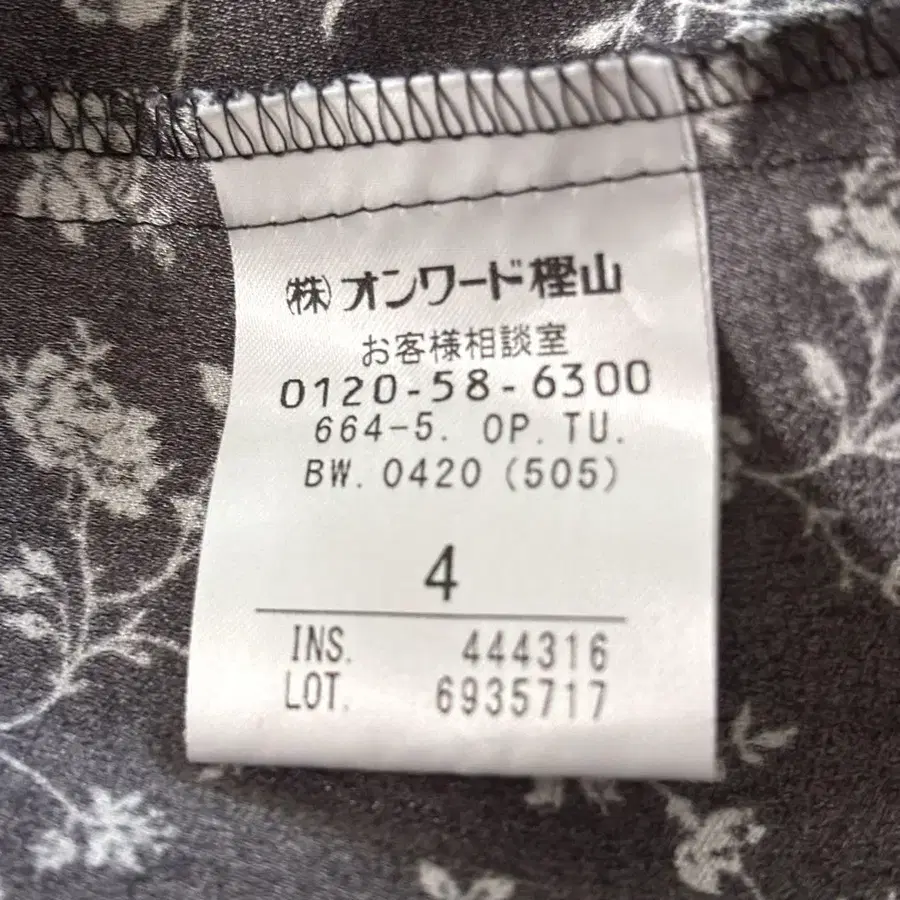 ㈱オンワード樫山
お客様相談室
0120-58-6300
664-5. OP. TU.
BW. 0420 (505)
4
INS. 444316
LOT. 6935717